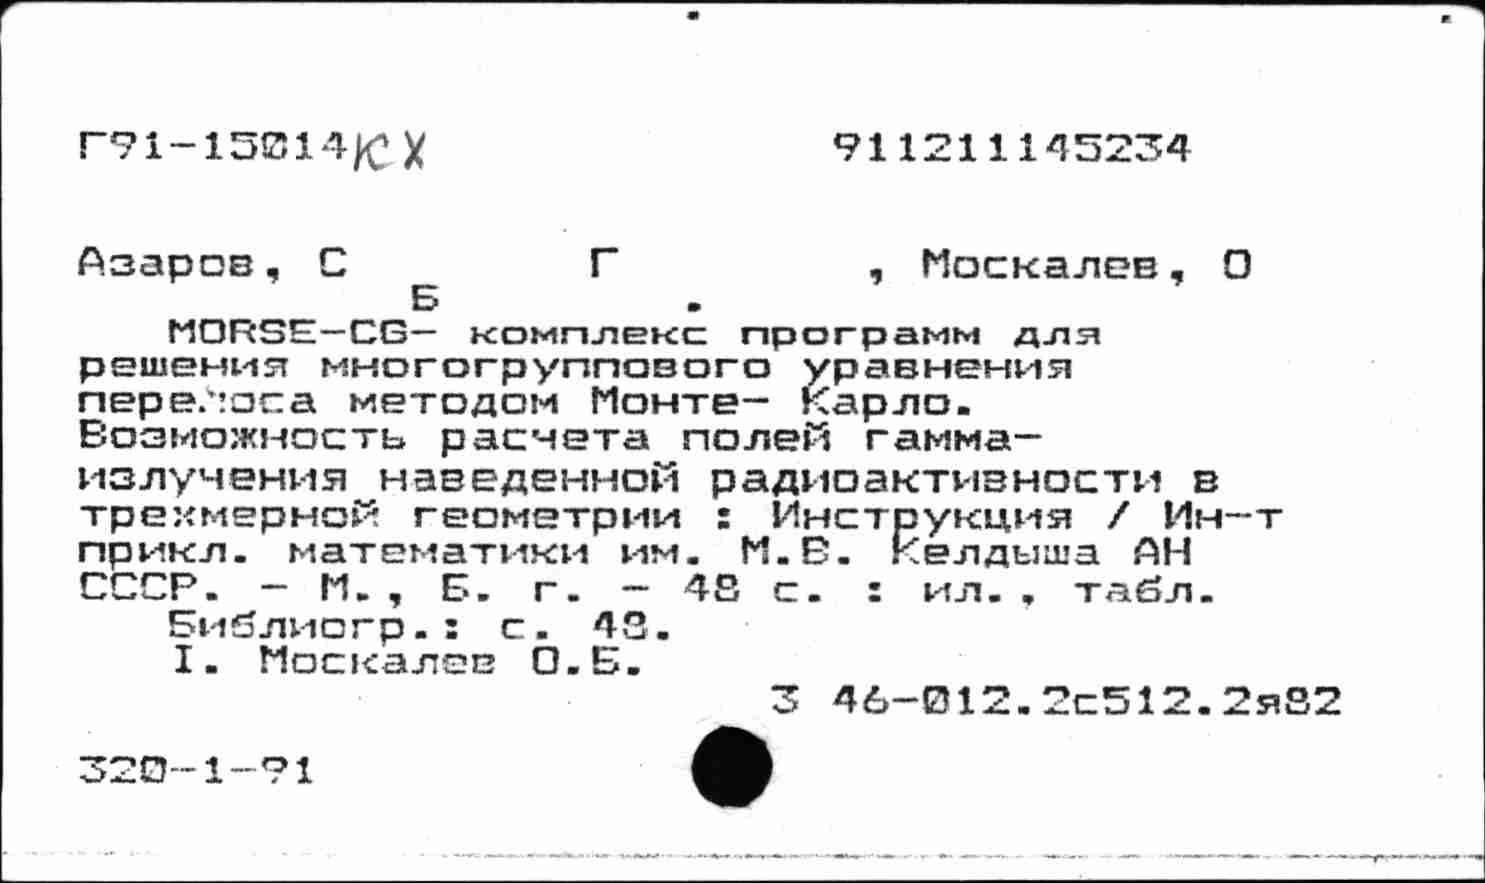 Г91-15014кх 911211145234
Азаров, С Г , Москалев, О
Б .
MORSE-CG- комплекс программ для
решения многогруппового уравнения
переноса методом Монте- Карло.
Возможность расчета полей гамма-
излучения наведенной радиоактивности в
трехмерной геометрии : Инструкция / Ин-т
прикл. математики им. М.В. Келдыша АН
СССР. - М., Б. г. - 48 с. : ил., табл.
Библиогр.: с. 48.
I. Москалев О.Б.
3 46-012.2с512.2я82
320-1-91